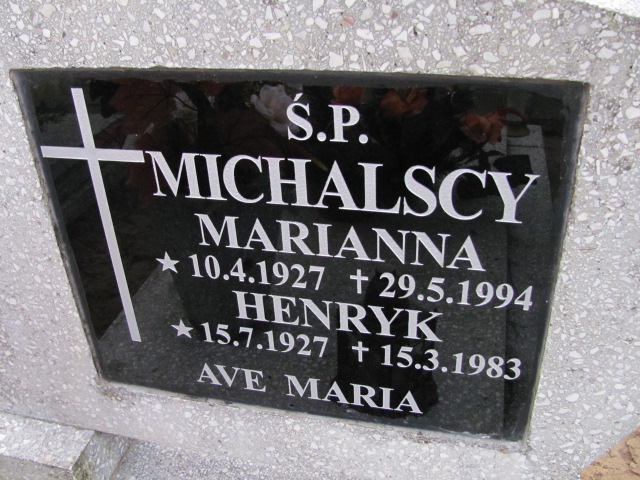 Ś.P.
MICHALSCY
MARIANNA
★ 10.4.1927 ✝ 29.5.1994
HENRYK
★ 15.7.1927 ✝ 15.3.1983
AVE MARIA